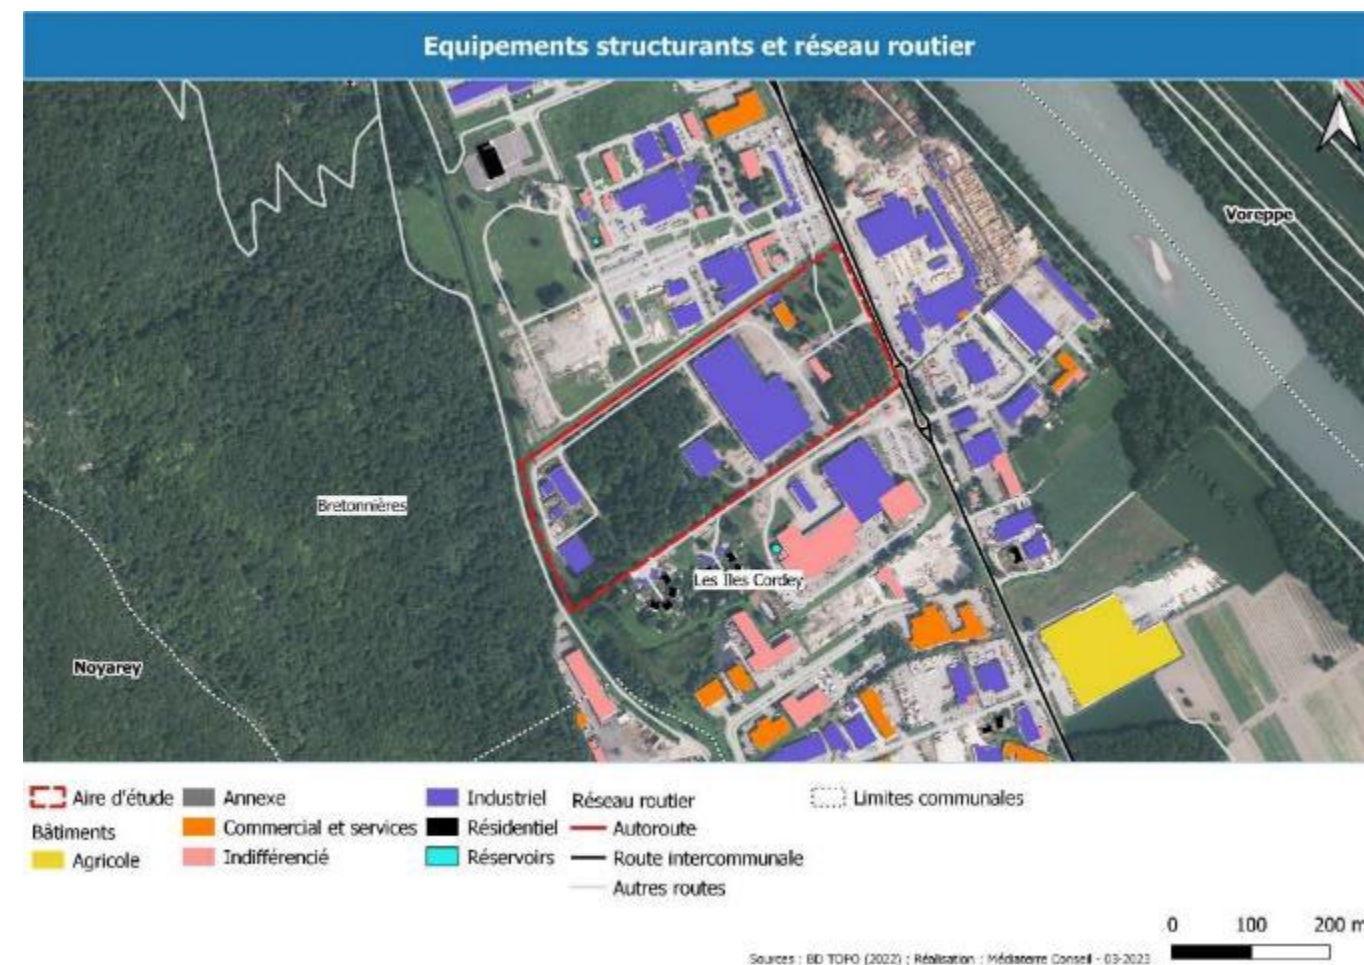 Equipements structurants et réseau routier
Voreppe
Bretonnières
Les Iles Cordey
Noyarey
Aire d'étude
Bâtiments
Agricole
Annexe
Commercial et services
Indifférencié
Industriel
Résidentiel
Réservoirs
Réseau routier
Autoroute
Route intercommunale
Autres routes
Limites communales
0 100 200 m
Sources : BD TOPO (2022) ; Réalisation : Médiaterre Conseil - 03-2023